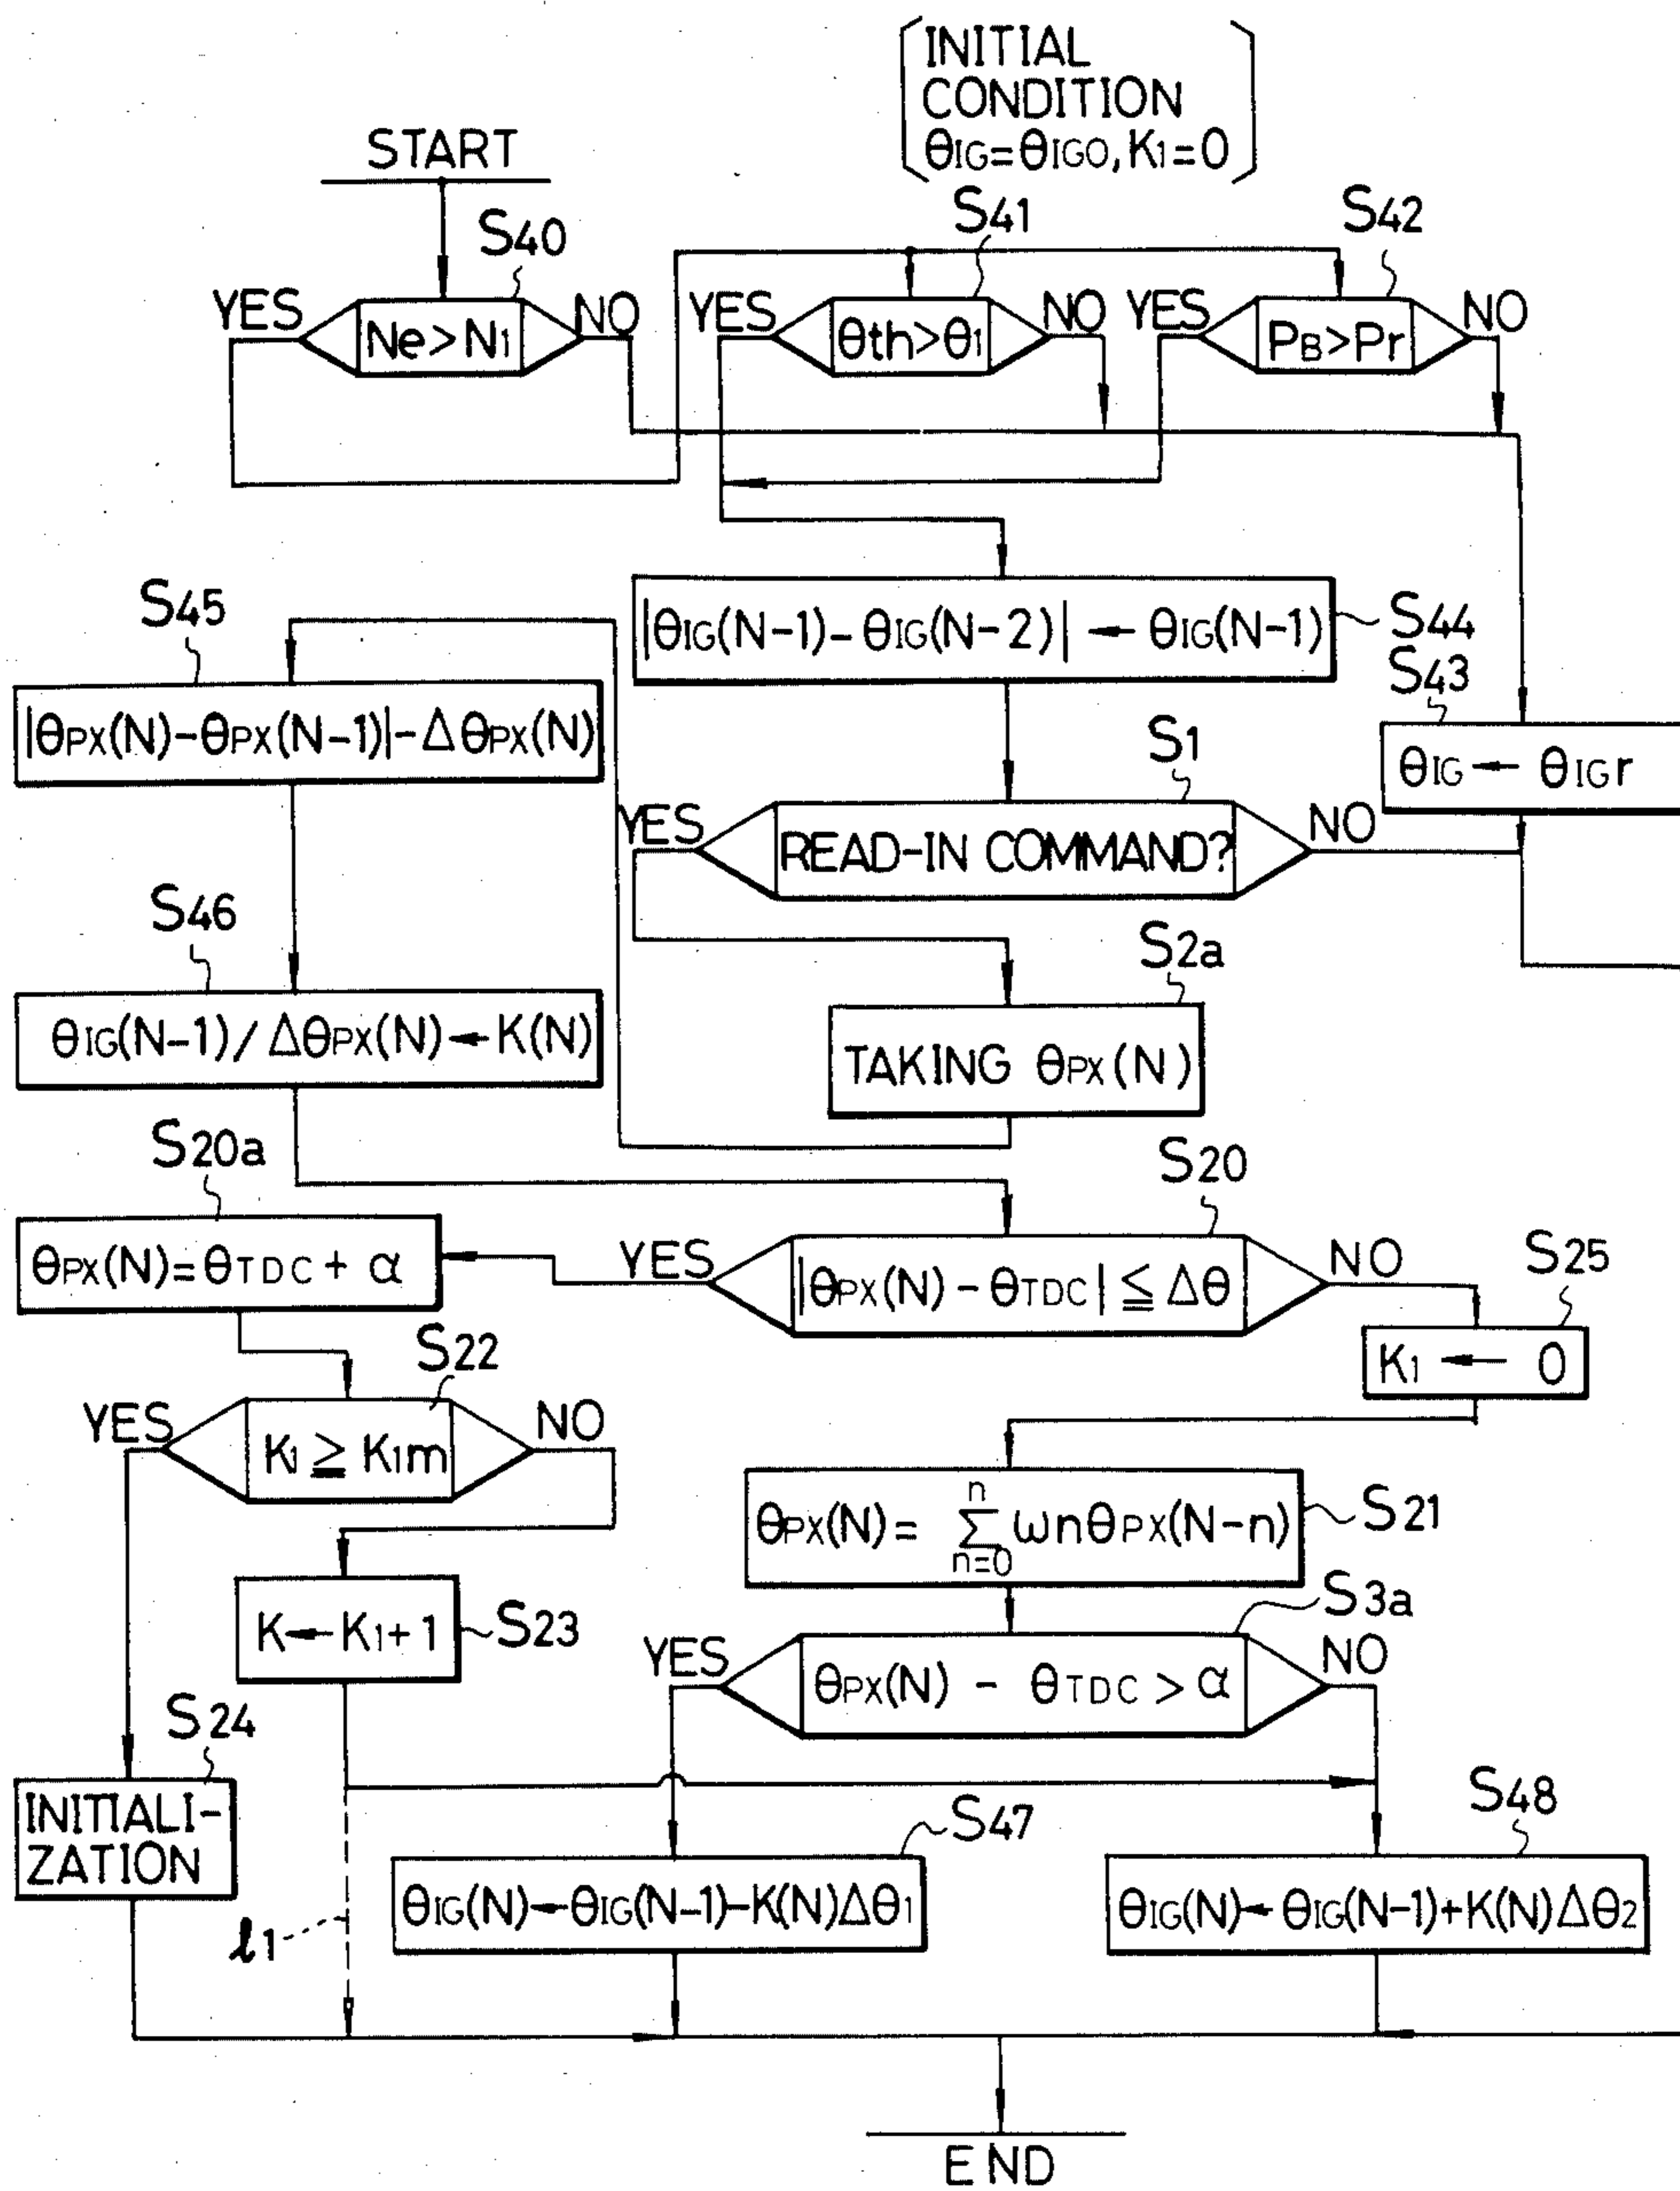 INITIAL
CONDITION
θIG=θIGO, K1=0
START
S40
S41
S42
YES
Ne>N1
NO
YES
θth>θ1
NO
YES
PB>Pr
NO
S45
|θIG(N-1)-θIG(N-2)| ← θIG(N-1)
S44
S43
|θPX(N)-θPX(N-1)|-ΔθPX(N)
S1
θIG ← θIGr
YES
READ-IN COMMAND?
NO
S46
S2a
θIG(N-1)/ΔθPX(N)←K(N)
TAKING θPX(N)
S20a
S20
θPX(N)=θTDC+α
YES
|θPX(N)-θTDC|≦Δθ
NO
S25
K1 ← 0
S22
YES
K1≧K1m
NO
θPX(N)= n∑n=0 ωnθPX(N-n)
S21
K←K1+1
S23
S3a
YES
θPX(N) - θTDC > α
NO
S24
INITIALI-
ZATION
S47
S48
θIG(N)←θIG(N-1)-K(N)Δθ1
θIG(N)←θIG(N-1)+K(N)Δθ2
ℓ1
END